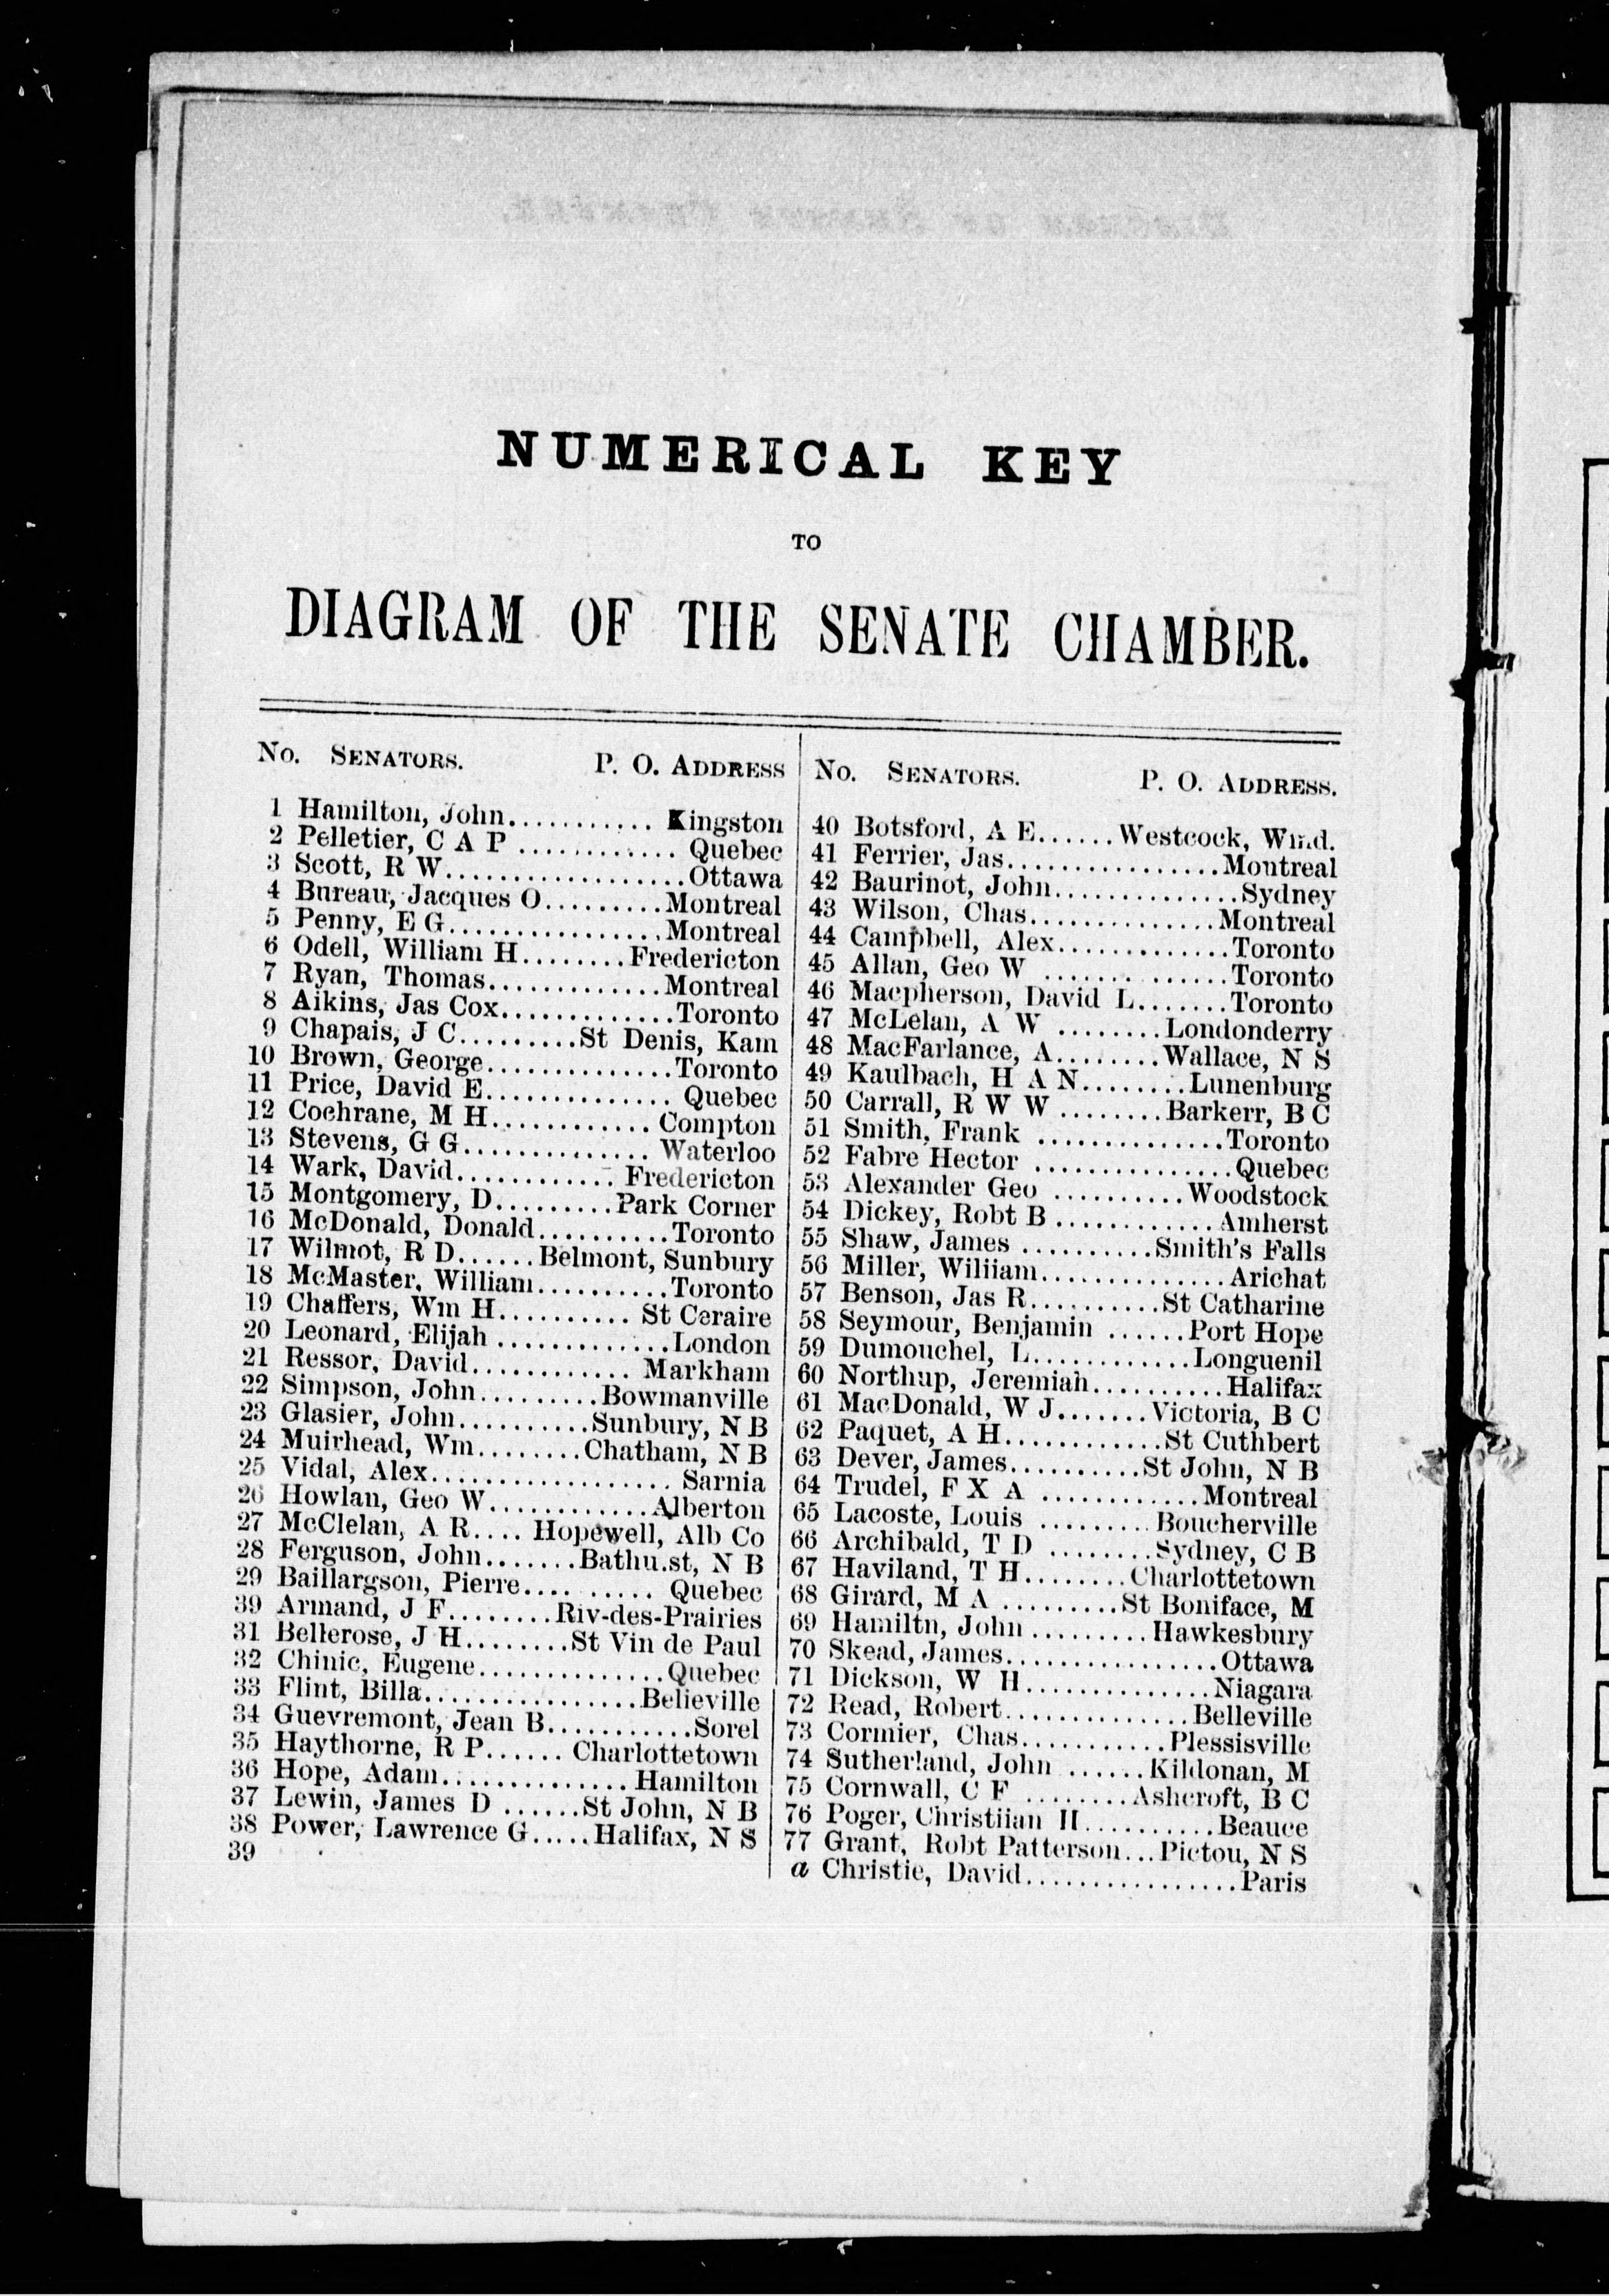 NUMERICAL KEY
TO
DIAGRAM OF THE SENATE CHAMBER.
No. SENATORS. P. O. ADDRESS
1 Hamilton, John........... Kingston
2 Pelletier, C A P ............ Quebec
3 Scott, R W..................Ottawa
4 Bureau, Jacques O.........Montreal
5 Penny, E G................Montreal
6 Odell, William H........Fredericton
7 Ryan, Thomas.............Montreal
8 Aikins, Jas Cox.............Toronto
9 Chapais, J C.........St Denis, Kam
10 Brown, George..............Toronto
11 Price, David E.............. Quebec
12 Cochrane, M H............ Compton
13 Stevens, G G.............. Waterloo
14 Wark, David............ Fredericton
15 Montgomery, D.........Park Corner
16 McDonald, Donald..........Toronto
17 Wilmot, R D......Belmont, Sunbury
18 McMaster, William..........Toronto
19 Chaffers, Wm H.......... St Ceraire
20 Leonard, Elijah .............London
21 Ressor, David............ Markham
22 Simpson, John.........Bowmanville
23 Glasier, John..........Sunbury, N B
24 Muirhead, Wm........Chatham, N B
25 Vidal, Alex.................. Sarnia
26 Howlan, Geo W............Alberton
27 McClelan, A R.... Hopewell, Alb Co
28 Ferguson, John.......Bathu.st, N B
29 Baillargson, Pierre.... ..... Quebec
39 Armand, J F........Riv-des-Prairies
31 Bellerose, J H........St Vin de Paul
32 Chinic, Eugene..............Quebec
33 Flint, Billa................Believille
34 Guevremont, Jean B...........Sorel
35 Haythorne, R P...... Charlottetown
36 Hope, Adam.............. Hamilton
37 Lewin, James D ......St John, N B
38 Power, Lawrence G.....Halifax, N S
39
No. SENATORS. P. O. ADDRESS.
40 Botsford, A E......Westcock, Wmd.
41 Ferrier, Jas................Montreal
42 Baurinot, John..............Sydney
43 Wilson, Chas..............Montreal
44 Campbell, Alex.............Toronto
45 Allan, Geo W ..............Toronto
46 Macpherson, David L.......Toronto
47 McLelan, A W ........Londonderry
48 MacFarlance, A........Wallace, N S
49 Kaulbach, H A N........Lunenburg
50 Carrall, R W W ........Barkerr, B C
51 Smith, Frank ..............Toronto
52 Fabre Hector ...............Quebec
53 Alexander Geo ..........Woodstock
54 Dickey, Robt B ............Amherst
55 Shaw, James ..........Smith's Falls
56 Miller, Wiliiam..............Arichat
57 Benson, Jas R..........St Catharine
58 Seymour, Benjamin ......Port Hope
59 Dumouchel, L............Longuenil
60 Northup, Jeremiah..........Halifax
61 MacDonald, W J.......Victoria, B C
62 Paquet, A H............St Cuthbert
63 Dever, James..........St John, N B
64 Trudel, F X A ............Montreal
65 Lacoste, Louis .........Boucherville
66 Archibald, T D ........Sydney, C B
67 Haviland, T H........Charlottetown
68 Girard, M A .........St Boniface, M
69 Hamiltn, John .........Hawkesbury
70 Skead, James................Ottawa
71 Dickson, W H..............Niagara
72 Read, Robert..............Belleville
73 Cormier, Chas...........Plessisville
74 Sutherland, John ......Kildonan, M
75 Cornwall, C F ........Ashcroft, B C
76 Poger, Christiian H..........Beauce
77 Grant, Robt Patterson...Pictou, N S
a Christie, David................Paris